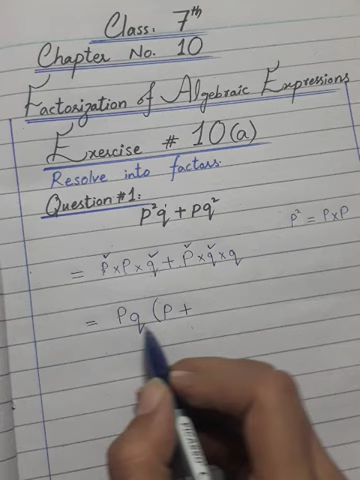 Class. 7th
Chapter No. 10
Factorization of Algebraic Expressions
Exercise # 10(a)
Resolve into factors.
Question #1:
p²q + pq²
p² = p×p
= p×p×q + p×q×q
= pq (p +